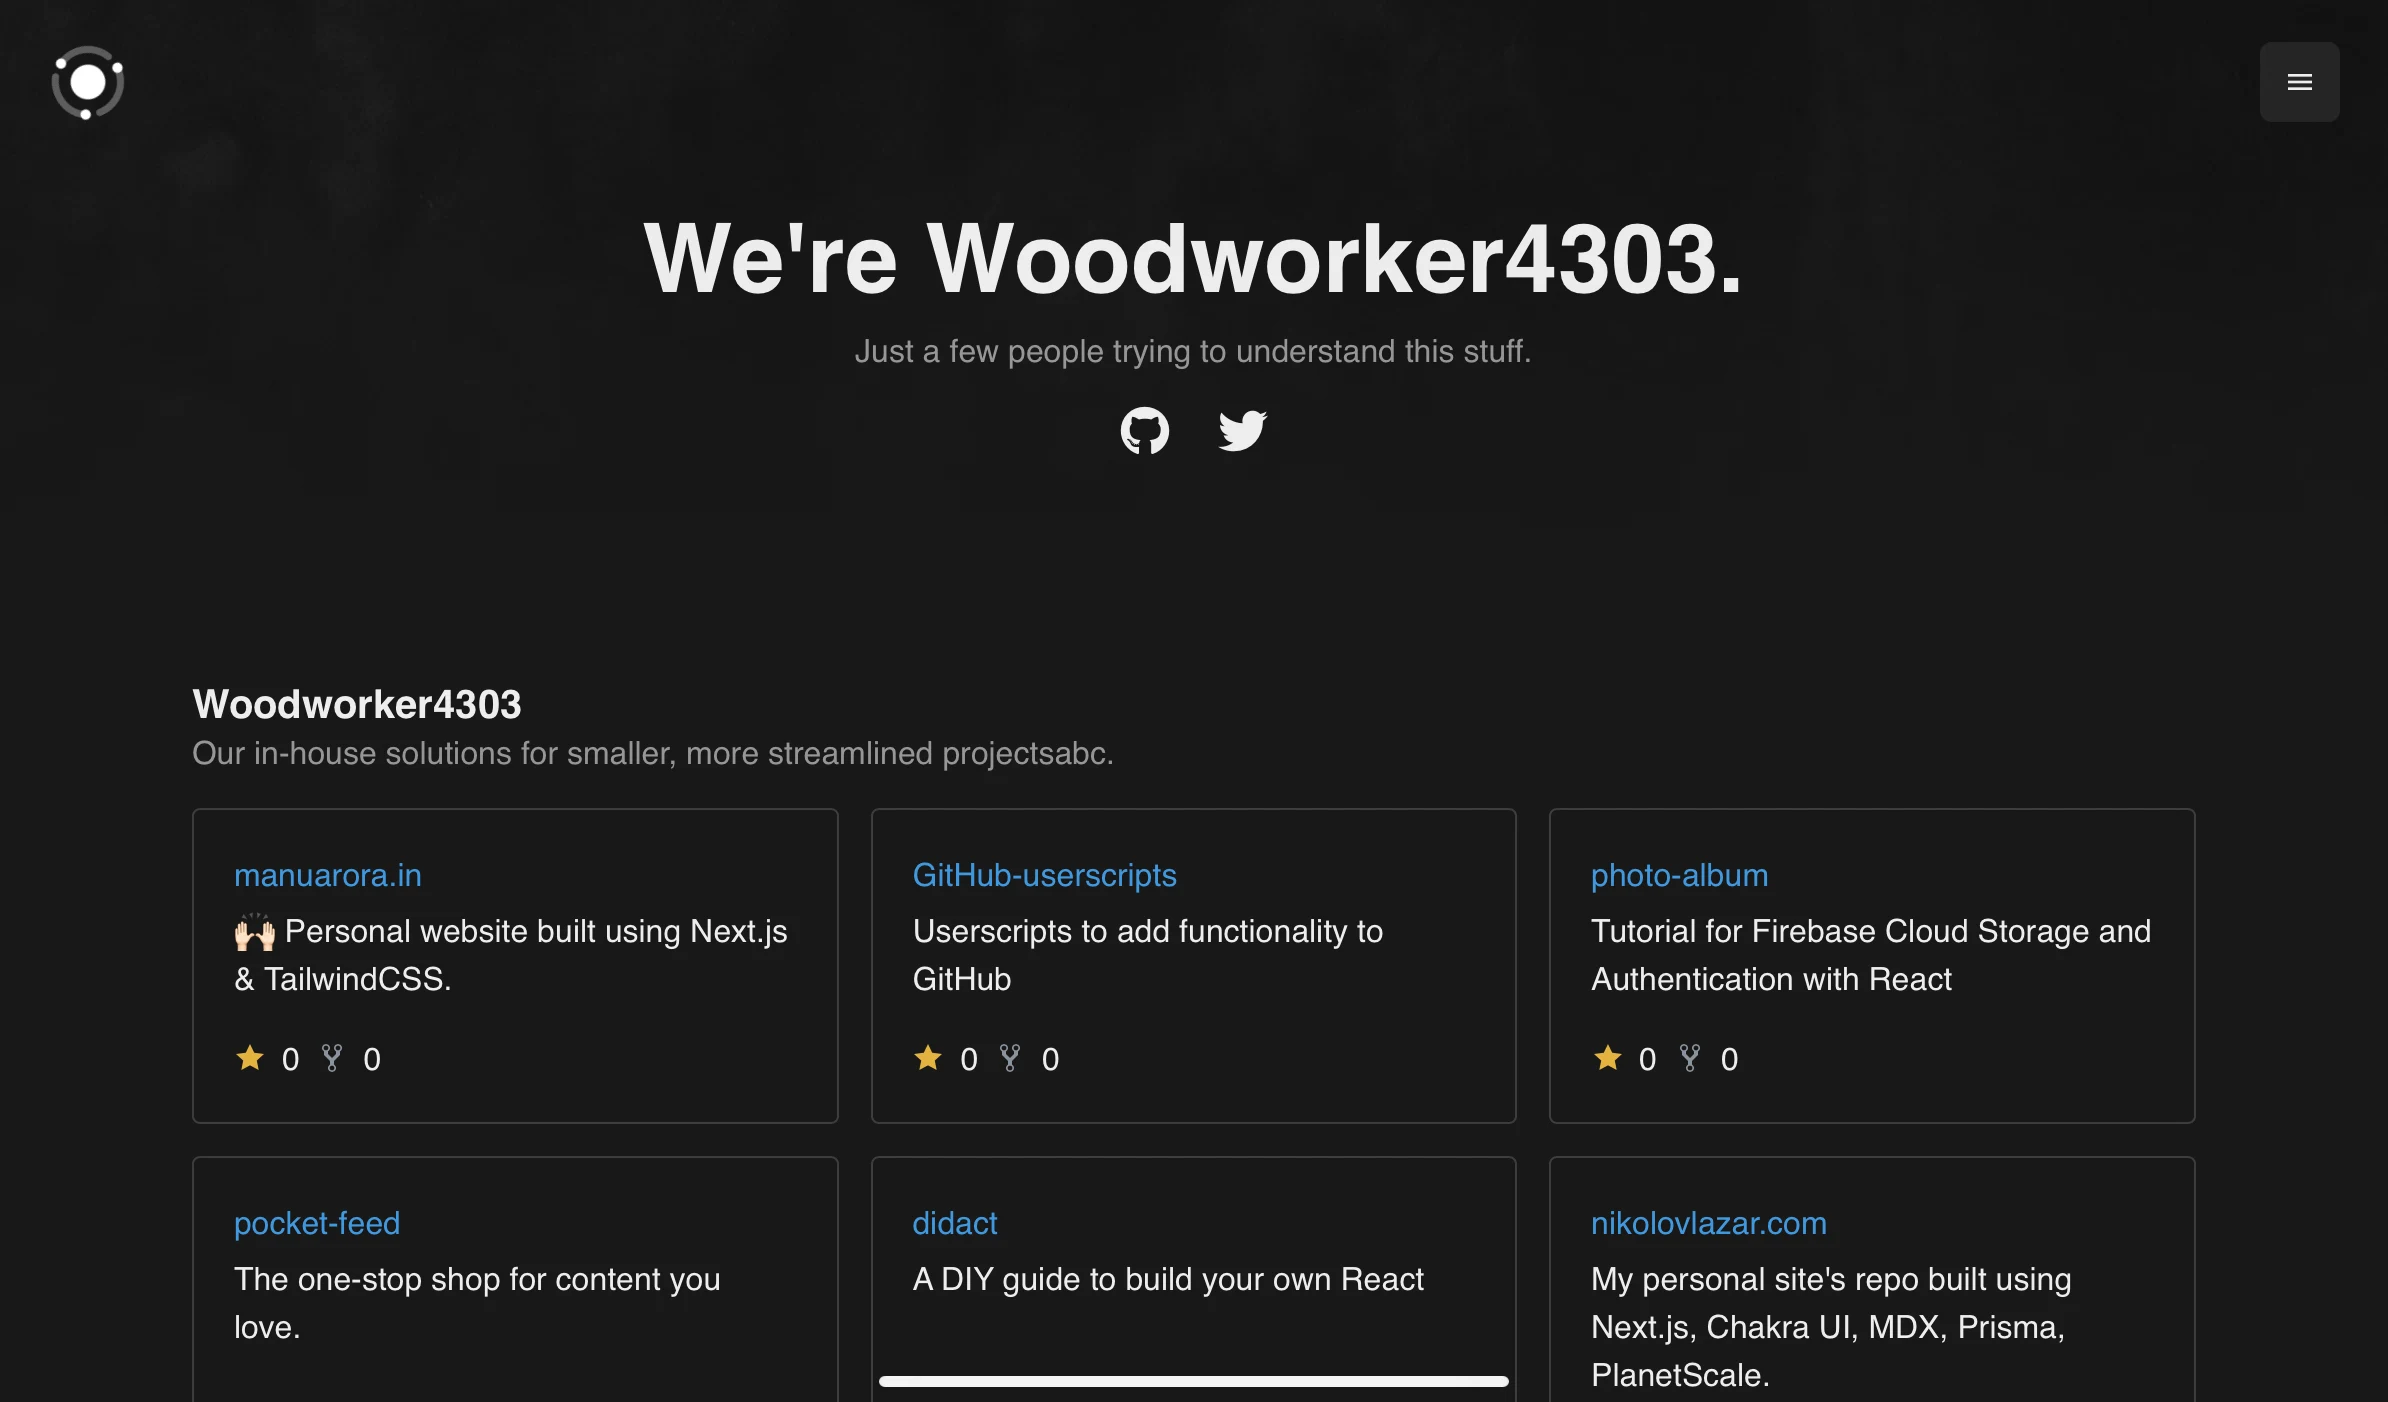 We're Woodworker4303.
Just a few people trying to understand this stuff.
Woodworker4303
Our in-house solutions for smaller, more streamlined projectsabc.
manuarora.in
🙌🏻 Personal website built using Next.js
& TailwindCSS.
0 0
GitHub-userscripts
Userscripts to add functionality to
GitHub
0 0
photo-album
Tutorial for Firebase Cloud Storage and
Authentication with React
0 0
pocket-feed
The one-stop shop for content you
love.
didact
A DIY guide to build your own React
nikolovlazar.com
My personal site's repo built using
Next.js, Chakra UI, MDX, Prisma,
PlanetScale.